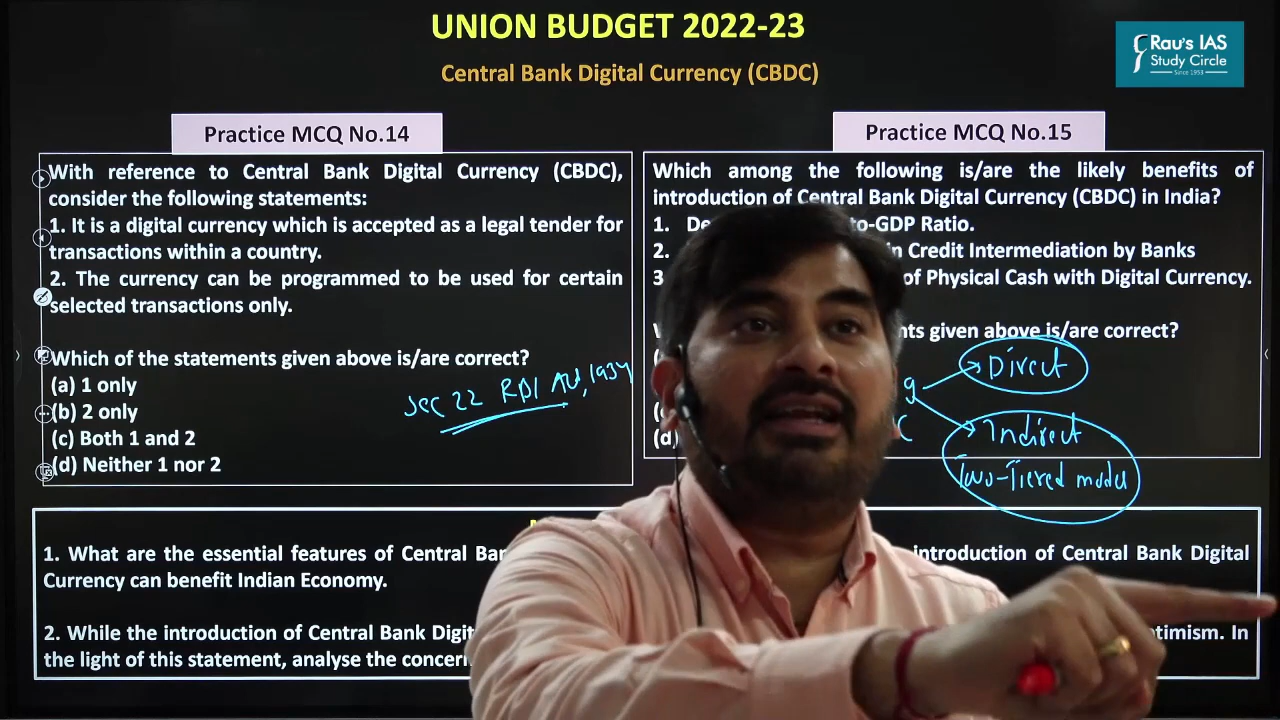 UNION BUDGET 2022-23
Central Bank Digital Currency (CBDC)
Rau's IAS
Study Circle
Since 1953
Practice MCQ No.14
With reference to Central Bank Digital Currency (CBDC),
consider the following statements:
1. It is a digital currency which is accepted as a legal tender for
transactions within a country.
2. The currency can be programmed to be used for certain
selected transactions only.
Which of the statements given above is/are correct?
(a) 1 only
(b) 2 only
(c) Both 1 and 2
(d) Neither 1 nor 2
Sec 22 RBI Act, 1934
Practice MCQ No.15
Which among the following is/are the likely benefits of
introduction of Central Bank Digital Currency (CBDC) in India?
1. De to-GDP Ratio.
2. in Credit Intermediation by Banks
3 of Physical Cash with Digital Currency.
nts given above is/are correct?
Direct
Indirect
(d)
Two-Tiered model
1. What are the essential features of Central Ban introduction of Central Bank Digital
Currency can benefit Indian Economy.
2. While the introduction of Central Bank Digit timism. In
the light of this statement, analyse the concern